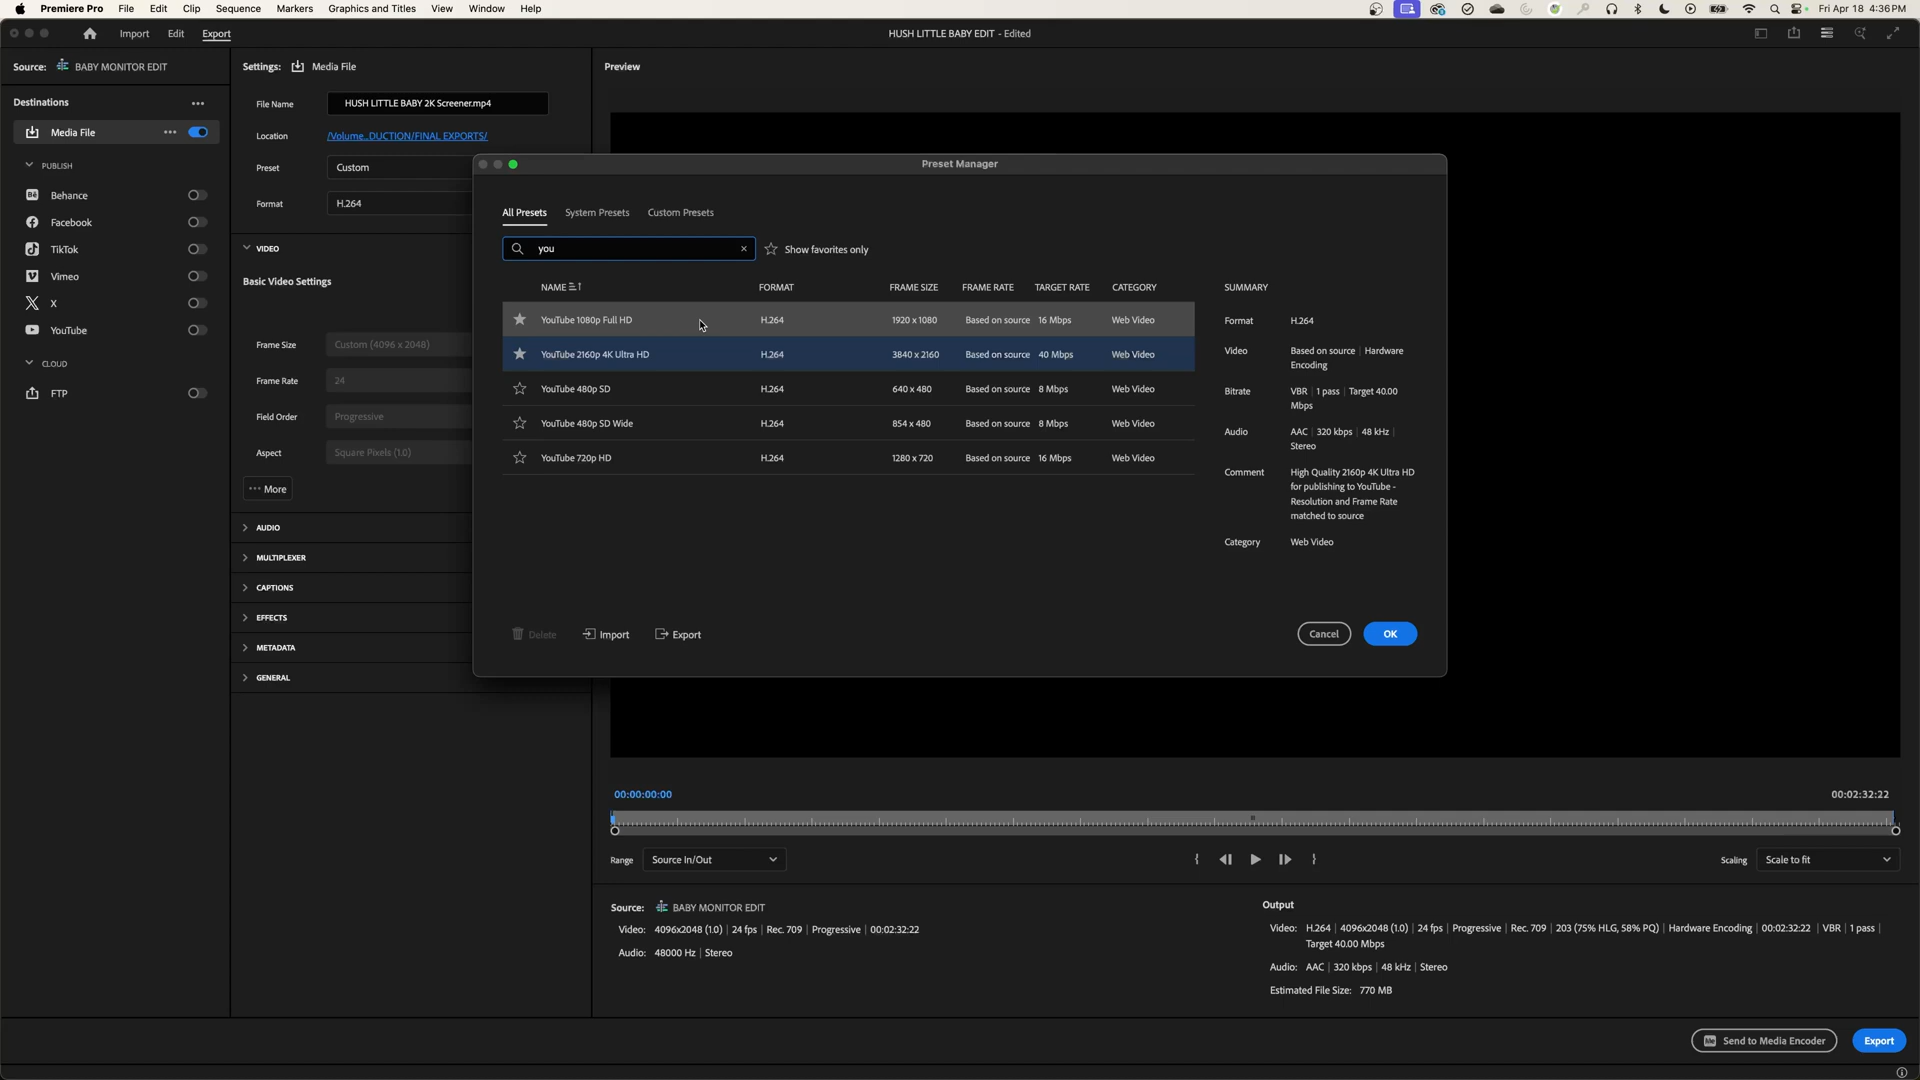 Premiere Pro File Edit Clip Sequence Markers Graphics and Titles View Window Help Fri Apr 18 4:36 PM
Import Edit Export HUSH LITTLE BABY EDIT - Edited
Source: BABY MONITOR EDIT
Settings: Media File
Preview
Destinations
Media File
PUBLISH
Behance
Facebook
TikTok
Vimeo
X
YouTube
CLOUD
FTP
File Name HUSH LITTLE BABY 2K Screener.mp4
Location /Volume...DUCTION/FINAL EXPORTS/
Preset Custom
Format H.264
VIDEO
Basic Video Settings
Frame Size Custom (4096 x 2048)
Frame Rate 24
Field Order Progressive
Aspect Square Pixels (1.0)
More
AUDIO
MULTIPLEXER
CAPTIONS
EFFECTS
METADATA
GENERAL
Preset Manager
All Presets System Presets Custom Presets
you
Show favorites only
NAME FORMAT FRAME SIZE FRAME RATE TARGET RATE CATEGORY
YouTube 1080p Full HD H.264 1920 x 1080 Based on source 16 Mbps Web Video
YouTube 2160p 4K Ultra HD H.264 3840 x 2160 Based on source 40 Mbps Web Video
YouTube 480p SD H.264 640 x 480 Based on source 8 Mbps Web Video
YouTube 480p SD Wide H.264 854 x 480 Based on source 8 Mbps Web Video
YouTube 720p HD H.264 1280 x 720 Based on source 16 Mbps Web Video
SUMMARY
Format H.264
Video Based on source | Hardware
Encoding
Bitrate VBR | 1 pass | Target 40.00
Mbps
Audio AAC | 320 kbps | 48 kHz |
Stereo
Comment High Quality 2160p 4K Ultra HD
for publishing to YouTube -
Resolution and Frame Rate
matched to source
Category Web Video
Delete Import Export
Cancel OK
00:00:00:00 00:02:32:22
Range Source In/Out
Scaling Scale to fit
Source: BABY MONITOR EDIT
Video: 4096x2048 (1.0) | 24 fps | Rec. 709 | Progressive | 00:02:32:22
Audio: 48000 Hz | Stereo
Output
Video: H.264 | 4096x2048 (1.0) | 24 fps | Progressive | Rec. 709 | 203 (75% HLG, 58% PQ) | Hardware Encoding | 00:02:32:22 | VBR | 1 pass |
Target 40.00 Mbps
Audio: AAC | 320 kbps | 48 kHz | Stereo
Estimated File Size: 770 MB
Send to Media Encoder Export